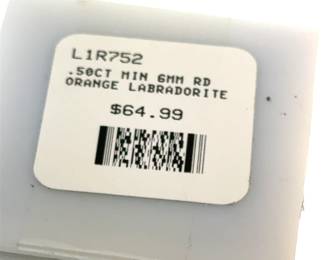 L1R752
.50CT MIN 6MM RD
ORANGE LABRADORITE
$64.99